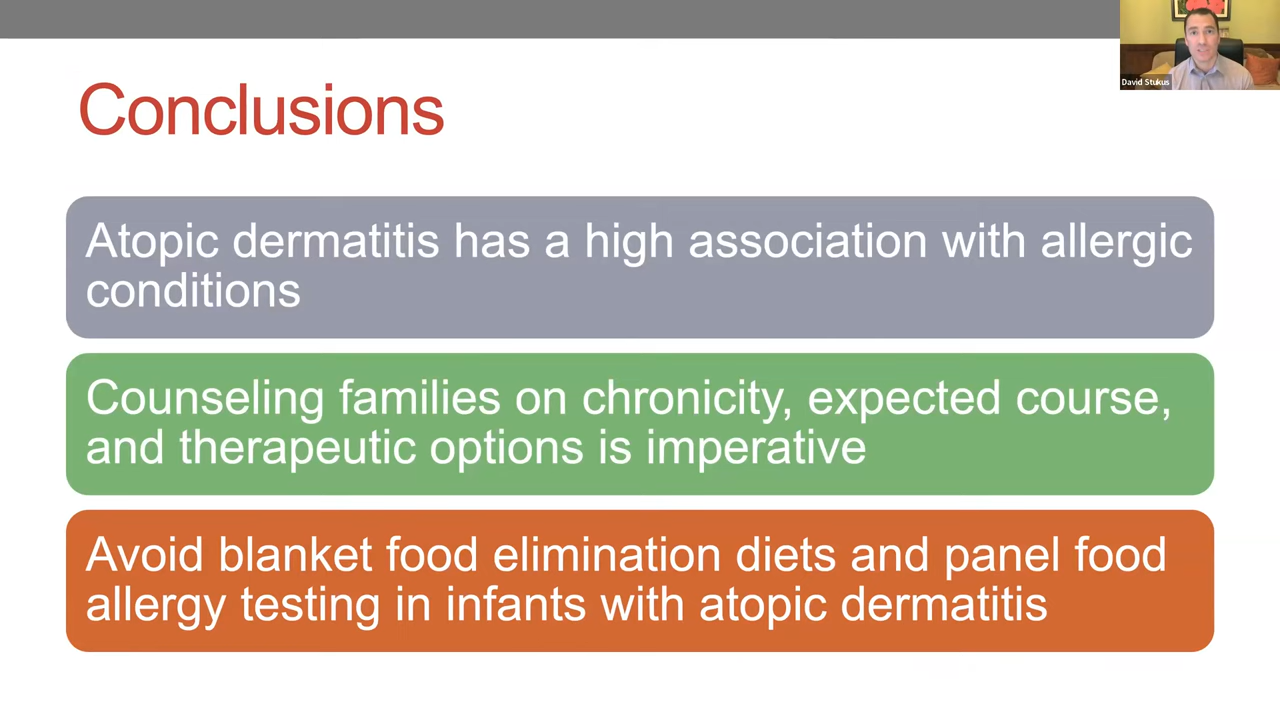 David Stukus
Conclusions
Atopic dermatitis has a high association with allergic
conditions
Counseling families on chronicity, expected course,
and therapeutic options is imperative
Avoid blanket food elimination diets and panel food
allergy testing in infants with atopic dermatitis